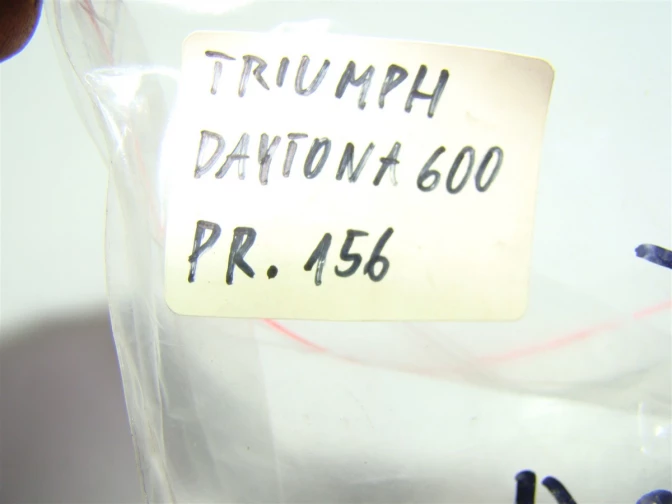 TRIUMPH
DAYTONA 600
PR. 156